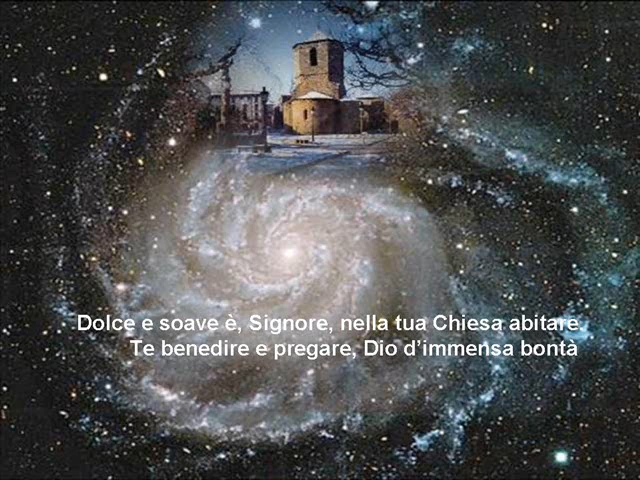 Dolce e soave è, Signore, nella tua Chiesa abitare.
Te benedire e pregare, Dio d’immensa bontà